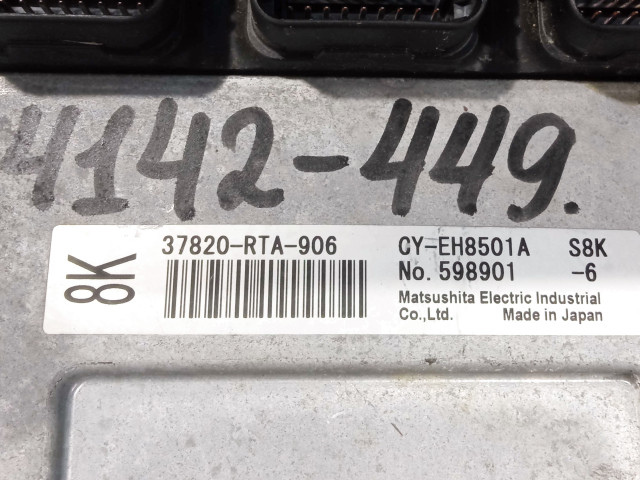 4142-449.
8K
37820-RTA-906
CY-EH8501A S8K
No. 598901 -6
Matsushita Electric Industrial
Co.,Ltd. Made in Japan